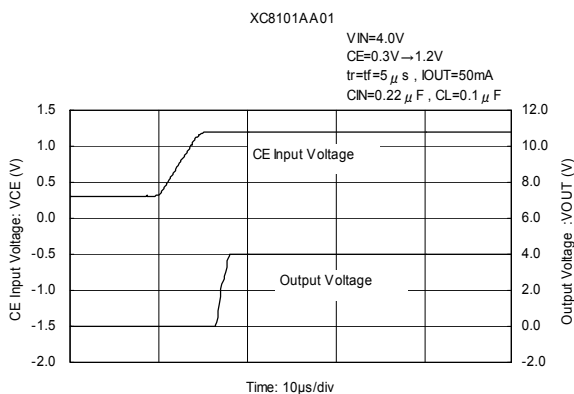 XC8101AA01
VIN=4.0V
CE=0.3V→1.2V
tr=tf=5 μ s , IOUT=50mA
CIN=0.22 μ F , CL=0.1 μ F
1.5
1.0
0.5
0.0
-0.5
-1.0
-1.5
-2.0
CE Input Voltage: VCE (V)
CE Input Voltage
Output Voltage
12.0
10.0
8.0
6.0
4.0
2.0
0.0
-2.0
Output Voltage :VOUT (V)
Time: 10μs/div